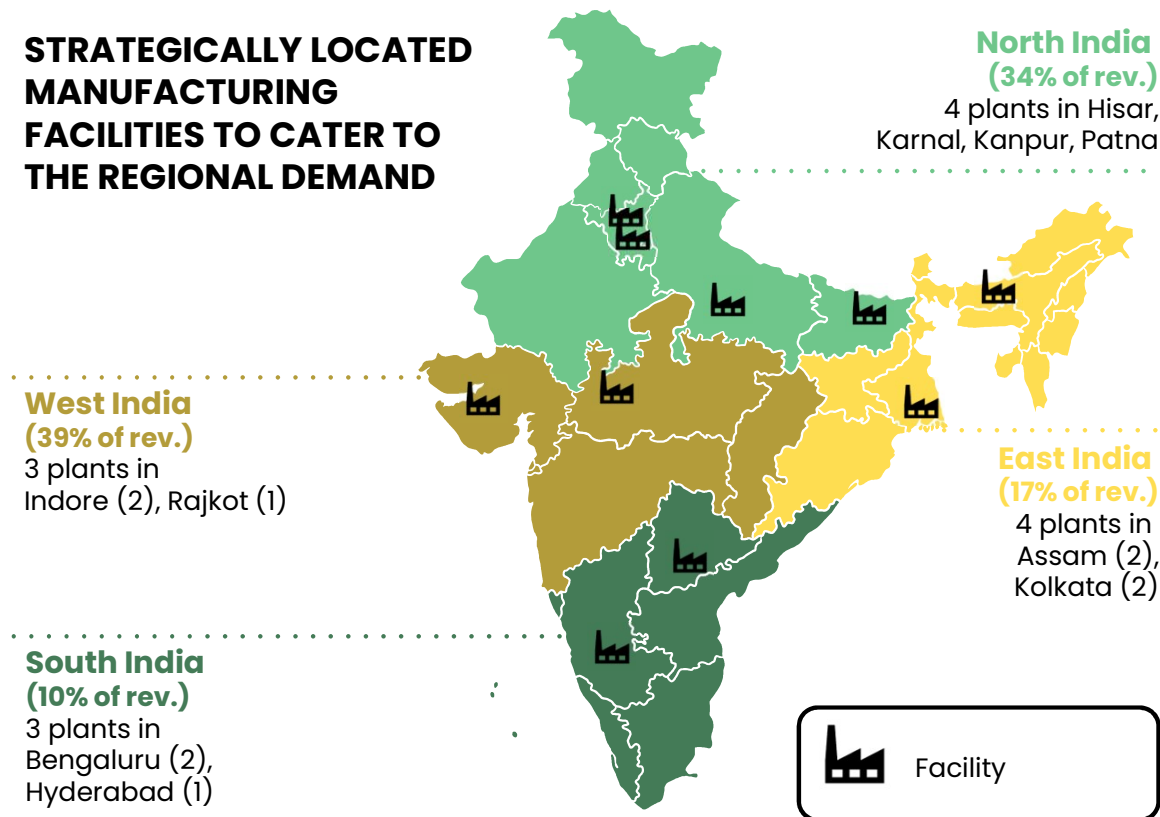 STRATEGICALLY LOCATED
MANUFACTURING
FACILITIES TO CATER TO
THE REGIONAL DEMAND
North India
(34% of rev.)
4 plants in Hisar,
Karnal, Kanpur, Patna
West India
(39% of rev.)
3 plants in
Indore (2), Rajkot (1)
East India
(17% of rev.)
4 plants in
Assam (2),
Kolkata (2)
South India
(10% of rev.)
3 plants in
Bengaluru (2),
Hyderabad (1)
Facility